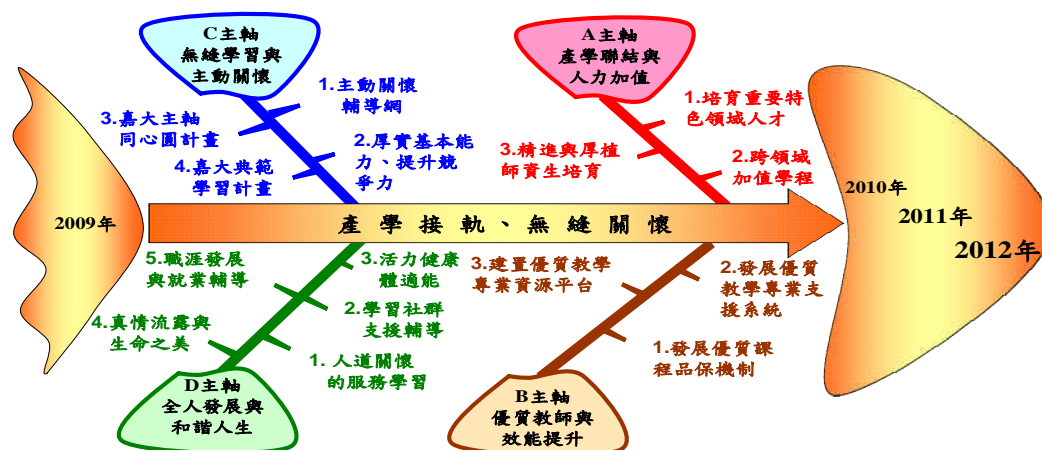 C主軸
無縫學習與
主動關懷
A主軸
產學聯結與
人力加值
1.主動關懷
輔導網
3.嘉大主軸
同心圓計畫
2.厚實基本能
力、提升競
爭力
4.嘉大典範
學習計畫
1.培育重要特
色領域人才
3.精進與厚植
師資生培育
2.跨領域
加值學程
2009年
產學接軌、無縫關懷
2010年
2011年
2012年
5.職涯發展
與就業輔導
3.活力健康
體適能
2.學習社群
支援輔導
4.真情流露與
生命之美
1. 人道關懷
的服務學習
3.建置優質教學
專業資源平台
2.發展優質
教學專業支
援系統
1.發展優質課
程品保機制
D主軸
全人發展與
和諧人生
B主軸
優質教師與
效能提升